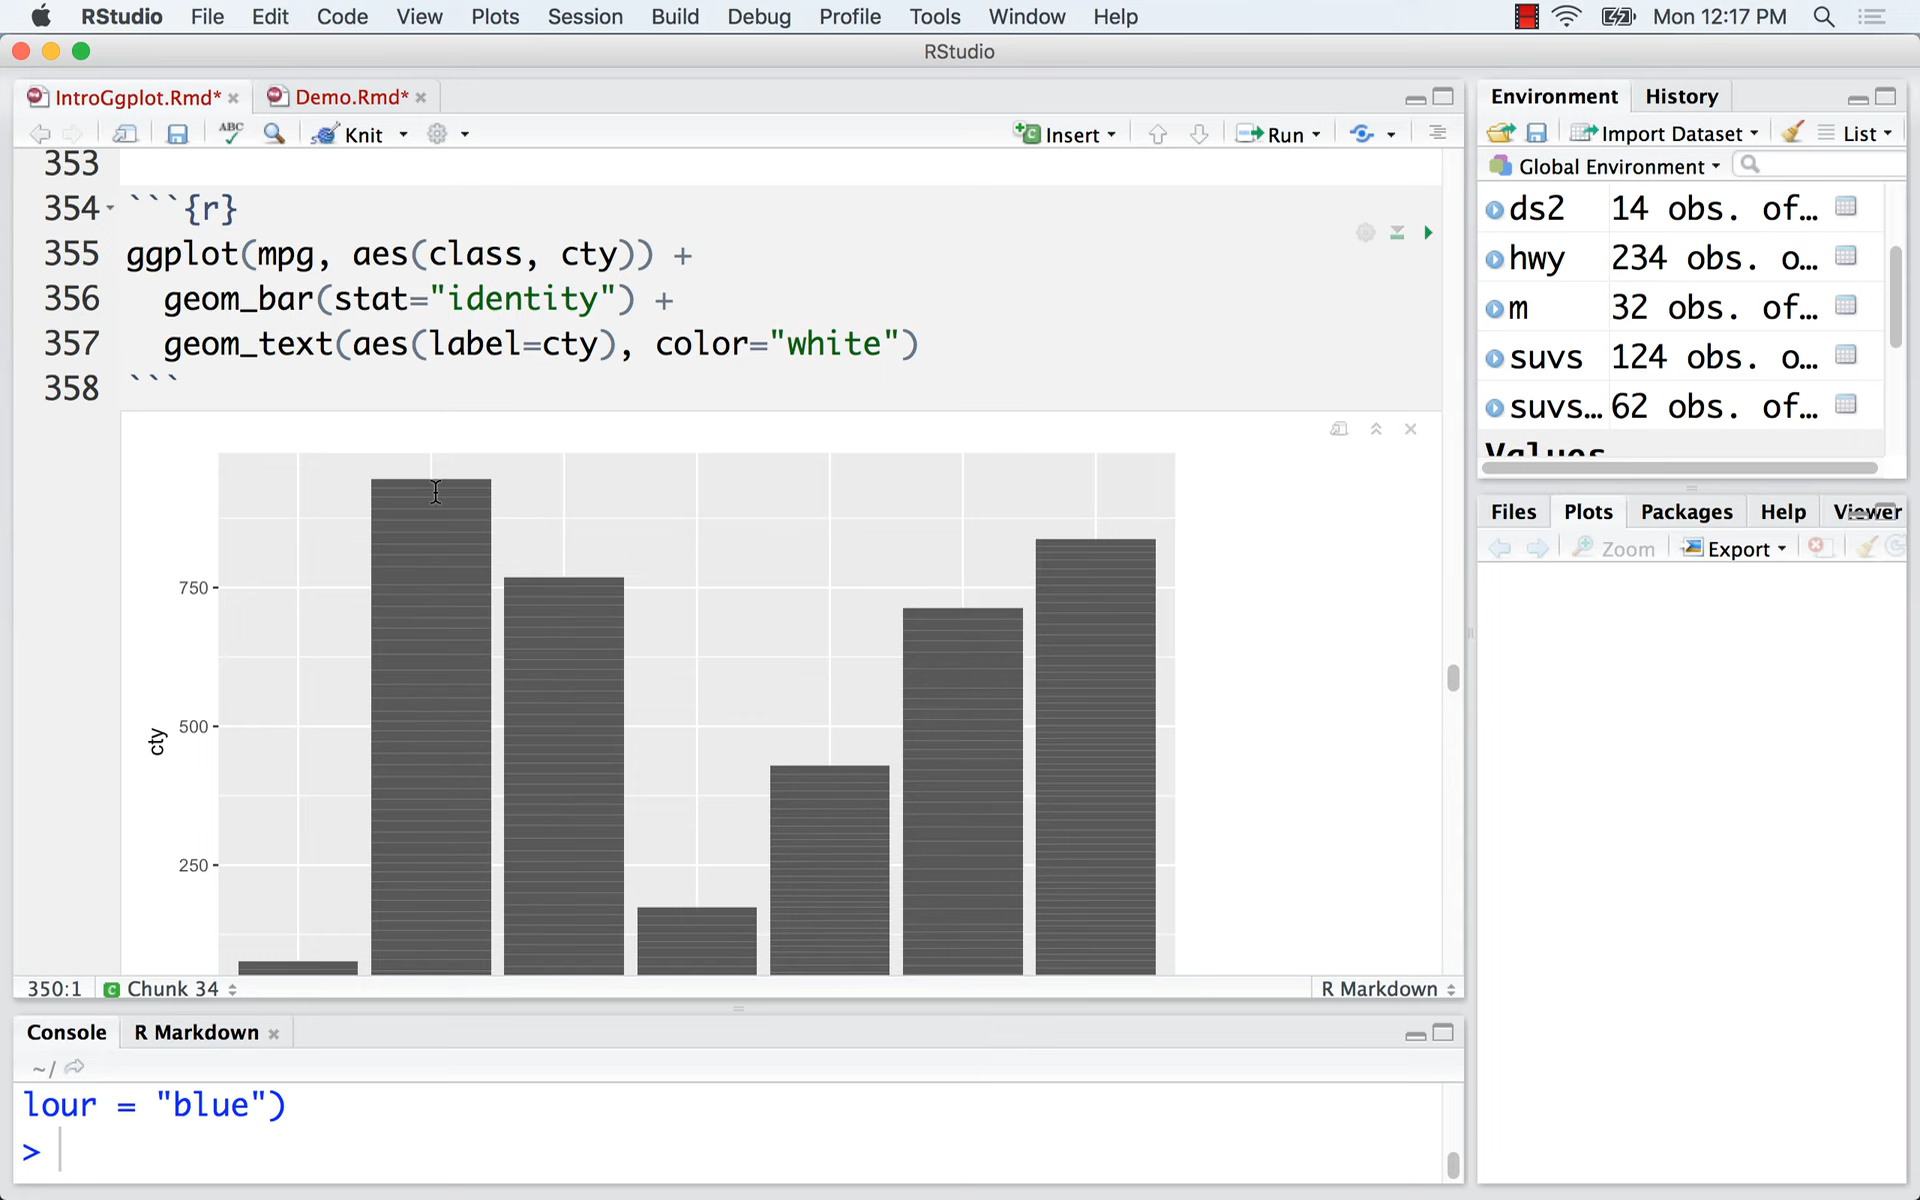 RStudio File Edit Code View Plots Session Build Debug Profile Tools Window Help Mon 12:17 PM
RStudio
IntroGgplot.Rmd* Demo.Rmd*
ABC Knit Insert Run
353
354 ```{r}
355 ggplot(mpg, aes(class, cty)) +
356 geom_bar(stat="identity") +
357 geom_text(aes(label=cty), color="white")
358 ```
750
500
cty
250
350:1 C Chunk 34 R Markdown
Console R Markdown
~/
lour = "blue")
>
Environment History
Import Dataset List
Global Environment
ds2 14 obs. of…
hwy 234 obs. o…
m 32 obs. of…
suvs 124 obs. o…
suvs… 62 obs. of…
Values
Files Plots Packages Help Viewer
Zoom Export